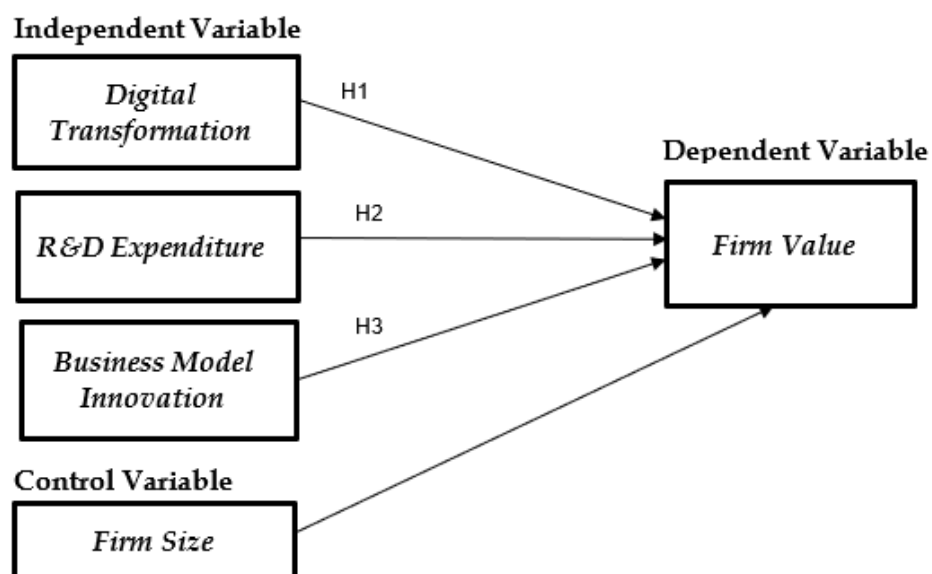 Independent Variable
Digital
Transformation
H1
Dependent Variable
R&D Expenditure
H2
Firm Value
Business Model
Innovation
H3
Control Variable
Firm Size